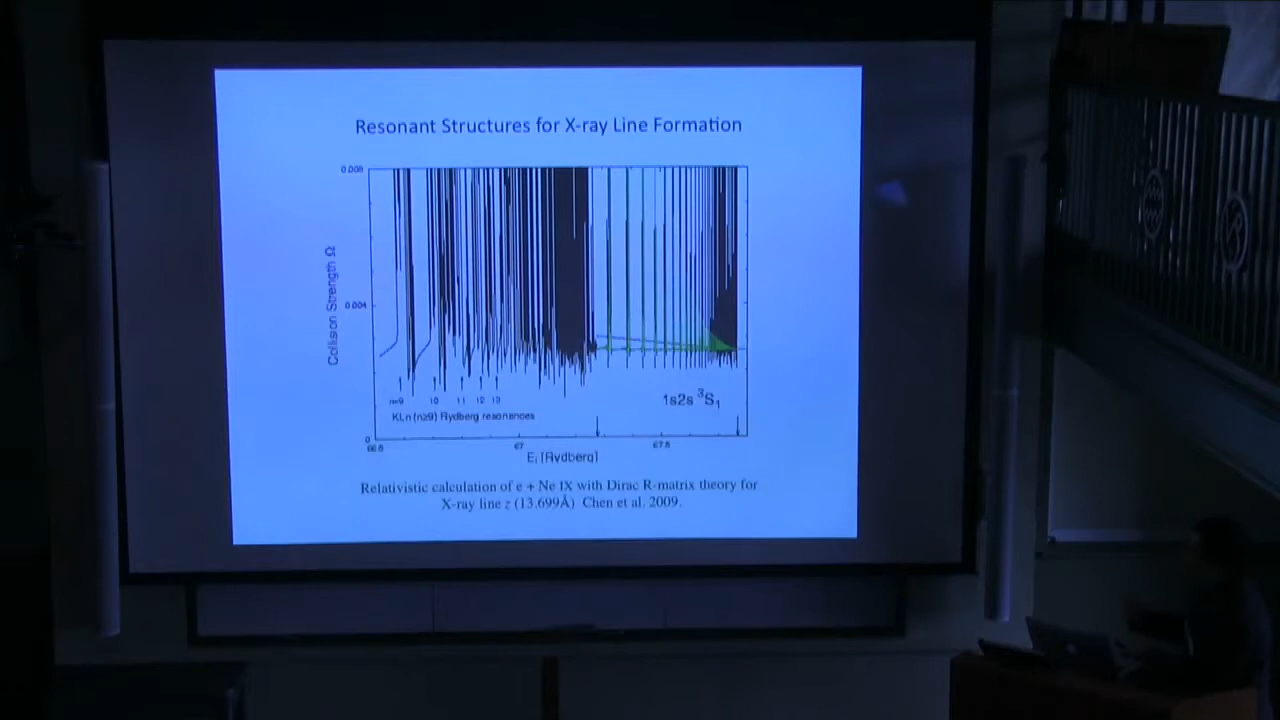 Resonant Structures for X-ray Line Formation
0.008
Collision Strength Ω
0.004
n=9 10 11 12 13
KLn (n≥9) Rydberg resonances
1s2s ³S₁
0
66.5 67 67.5
Eᵢ [Rydberg]
Relativistic calculation of e + Ne IX with Dirac R-matrix theory for
X-ray line z (13.699Å) Chen et al. 2009.